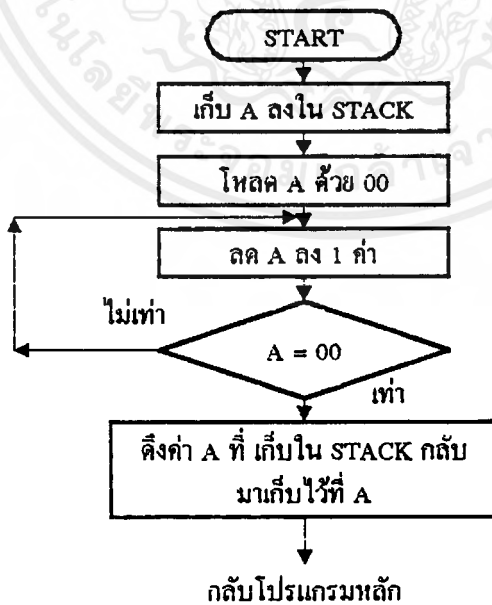 START
เก็บ A ลงใน STACK
โหลด A ด้วย 00
ลด A ลง 1 ค่า
ไม่เท่า
A = 00
เท่า
ดึงค่า A ที่ เก็บใน STACK กลับ
มาเก็บไว้ที่ A
กลับโปรแกรมหลัก